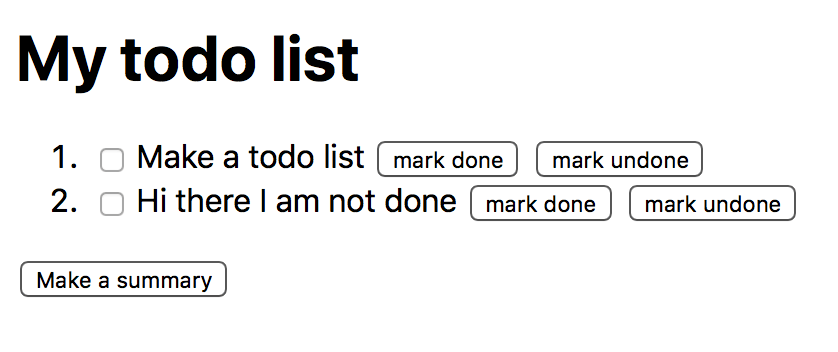 My todo list
1. Make a todo list mark done mark undone
2. Hi there I am not done mark done mark undone
Make a summary